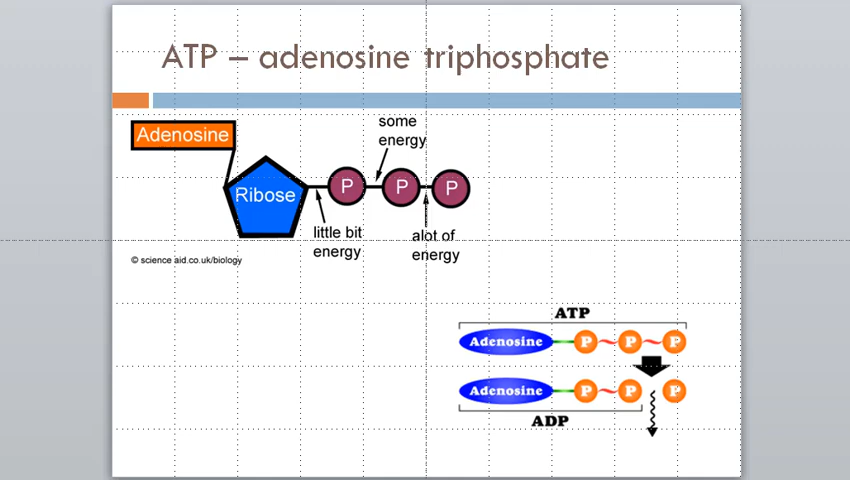 ATP – adenosine triphosphate
some
energy
Adenosine
Ribose
P
P
P
little bit
energy
alot of
energy
© science aid.co.uk/biology
ATP
Adenosine
P
P
P
Adenosine
P
P
P
ADP